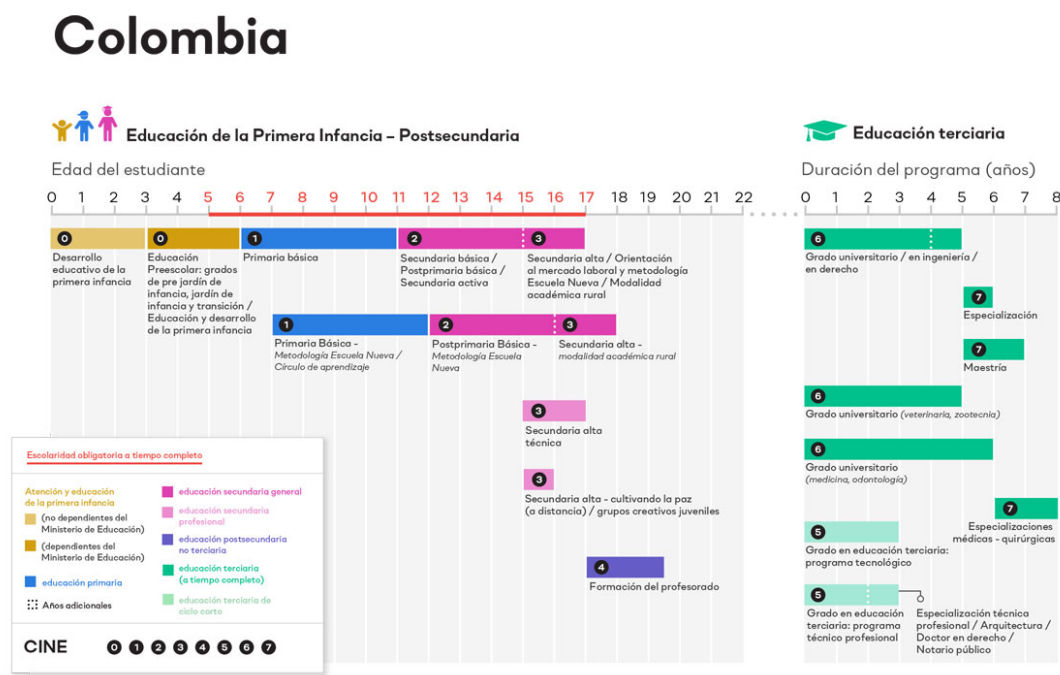 Colombia
Educación de la Primera Infancia – Postsecundaria
Edad del estudiante
0 1 2 3 4 5 6 7 8 9 10 11 12 13 14 15 16 17 18 19 20 21 22
0
Desarrollo
educativo de la
primera infancia
0
Educación
Preescolar: grados
de pre jardín de
infancia, jardín de
infancia y transición /
Educación y desarrollo
de la primera infancia
1
Primaria básica
2
Secundaria básica /
Postprimaria básica /
Secundaria activa
3
Secundaria alta / Orientación
al mercado laboral y metodología
Escuela Nueva / Modalidad
académica rural
1
Primaria Básica -
Metodología Escuela Nueva /
Círculo de aprendizaje
2
Postprimaria Básica -
Metodología Escuela
Nueva
3
Secundaria alta -
modalidad académica rural
3
Secundaria alta
técnica
3
Secundaria alta - cultivando la paz
(a distancia) / grupos creativos juveniles
4
Formación del profesorado
Educación terciaria
Duración del programa (años)
0 1 2 3 4 5 6 7 8
6
Grado universitario / en ingeniería /
en derecho
7
Especialización
7
Maestría
6
Grado universitario (veterinaria, zootecnia)
6
Grado universitario
(medicina, odontología)
7
Especializaciones
médicas - quirúrgicas
5
Grado en educación terciaria:
programa tecnológico
5
Grado en educación
terciaria: programa
técnico profesional
Especialización técnica
profesional / Arquitectura /
Doctor en derecho /
Notario público
Escolaridad obligatoria a tiempo completo
Atención y educación
de la primera infancia
(no dependientes del
Ministerio de Educación)
(dependientes del
Ministerio de Educación)
educación primaria
Años adicionales
educación secundaria general
educación secundaria
profesional
educación postsecundaria
no terciaria
educación terciaria
(a tiempo completo)
educación terciaria de
ciclo corto
CINE 0 1 2 3 4 5 6 7